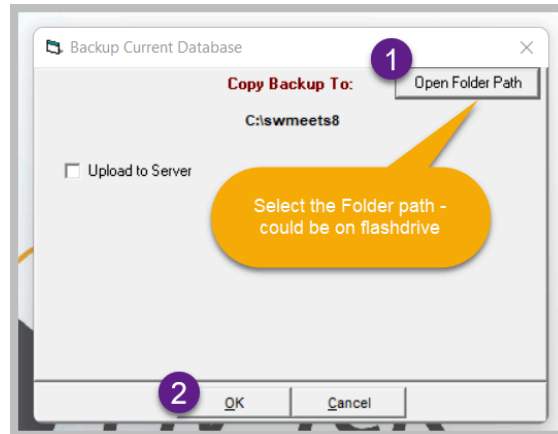 Backup Current Database
1
Copy Backup To:
Open Folder Path
C:\swmeets8
Upload to Server
Select the Folder path -
could be on flashdrive
2
OK
Cancel